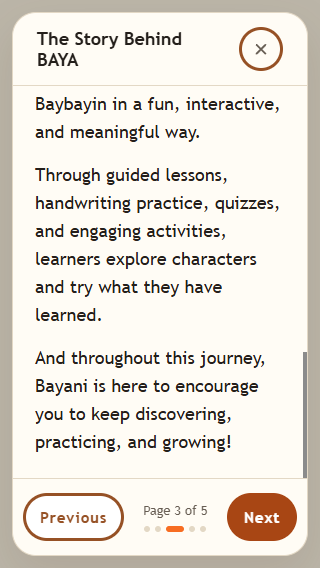 The Story Behind
BAYA
Baybayin in a fun, interactive,
and meaningful way.
Through guided lessons,
handwriting practice, quizzes,
and engaging activities,
learners explore characters
and try what they have
learned.
And throughout this journey,
Bayani is here to encourage
you to keep discovering,
practicing, and growing!
Previous
Page 3 of 5
Next